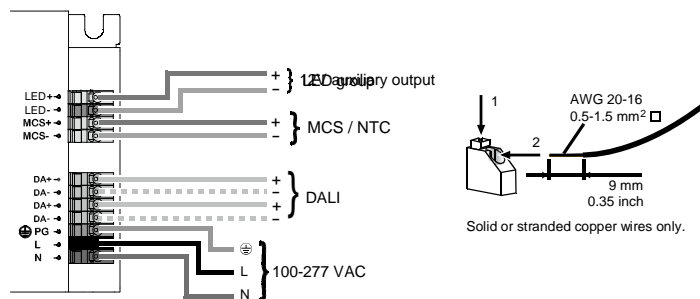 LED+
LED-
MCS+
MCS-
DA+
DA-
DA+
DA-
PG
L
N
+
−
+
−
+
−
+
−
L
N
MCS / NTC
DALI
100-277 VAC
1
2
AWG 20-16
0.5-1.5 mm²
9 mm
0.35 inch
Solid or stranded copper wires only.